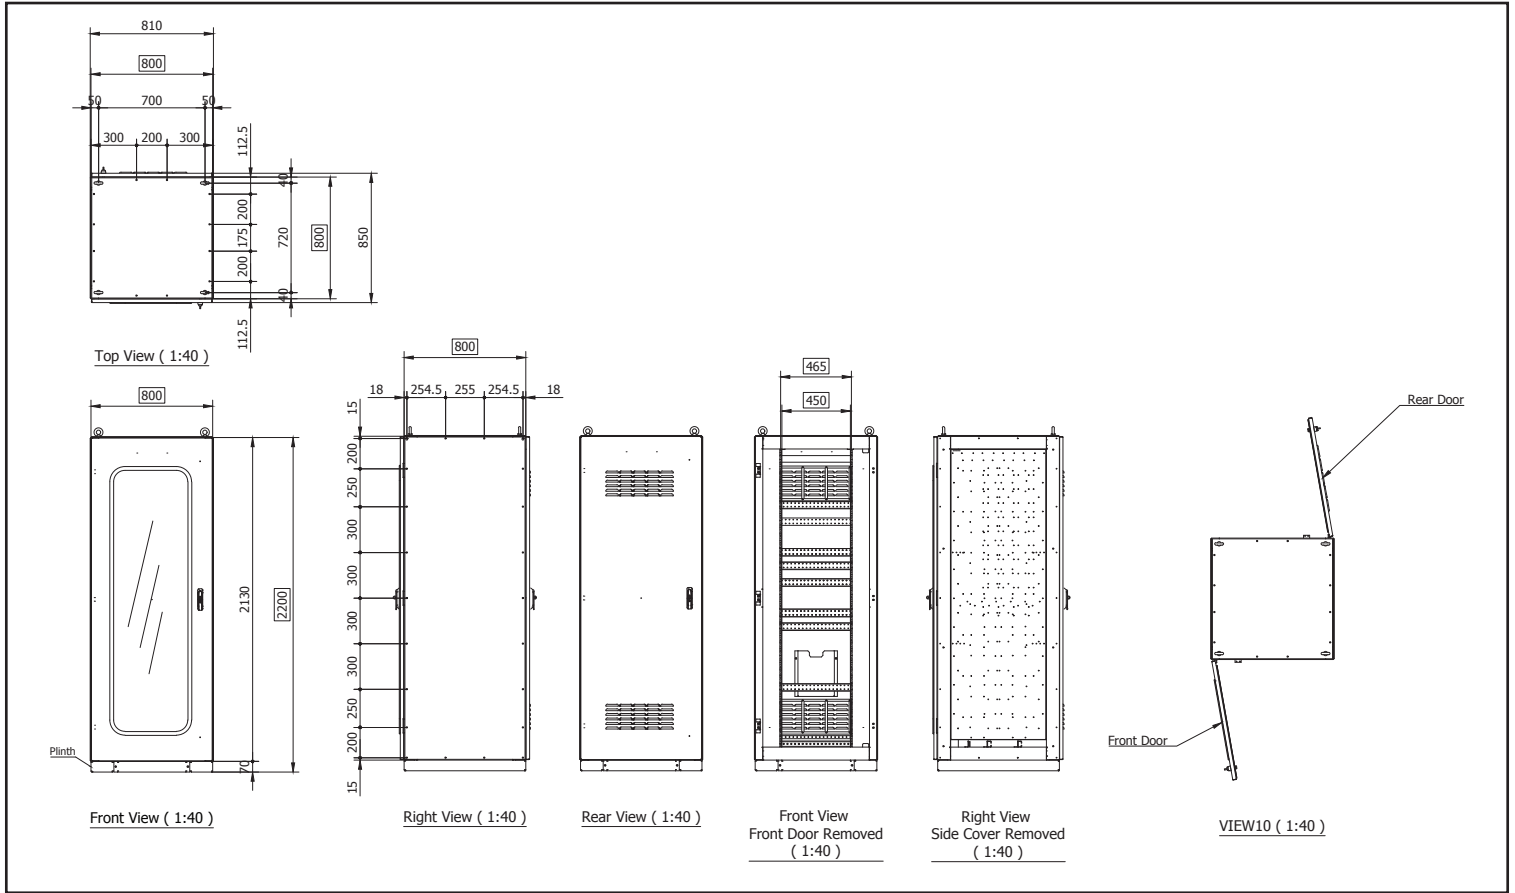 810
800
50
700
50
300
200
300
112.5
40
200
175
200
40
720
800
850
112.5
Top View ( 1:40 )
800
2130
2200
70
Plinth
Front View ( 1:40 )
800
18
254.5
255
254.5
18
15
200
250
300
300
300
300
250
200
15
Right View ( 1:40 )
Rear View ( 1:40 )
465
450
Front View
Front Door Removed
( 1:40 )
Right View
Side Cover Removed
( 1:40 )
Rear Door
Front Door
VIEW10 ( 1:40 )